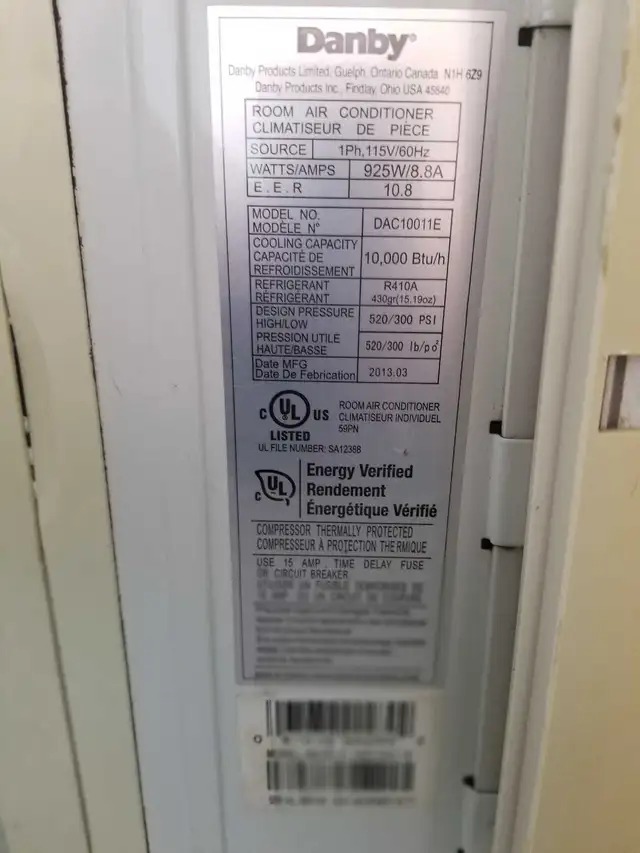 Danby
Danby Products Limited, Guelph, Ontario Canada N1H 6Z9
Danby Products Inc., Findlay, Ohio USA 45840
ROOM AIR CONDITIONER
CLIMATISEUR DE PIÈCE
SOURCE 1Ph,115V/60Hz
WATTS/AMPS 925W/8.8A
E.E.R 10.8
MODEL NO.
MODÈLE N° DAC10011E
COOLING CAPACITY
CAPACITÉ DE
REFROIDISSEMENT 10,000 Btu/h
REFRIGERANT R410A
RÉFRIGÉRANT 430gr(15.19oz)
DESIGN PRESSURE
HIGH/LOW 520/300 PSI
PRESSION UTILE
HAUTE/BASSE 520/300 lb/po²
Date MFG
Date De Febrication 2013.03
C UL US
LISTED
ROOM AIR CONDITIONER
CLIMATISEUR INDIVIDUEL
59PN
UL FILE NUMBER: SA12388
C UL
Energy Verified
Rendement
Énergétique Vérifié
COMPRESSOR THERMALLY PROTECTED
COMPRESSEUR À PROTECTION THERMIQUE
USE 15 AMP. TIME DELAY FUSE
OR CIRCUIT BREAKER